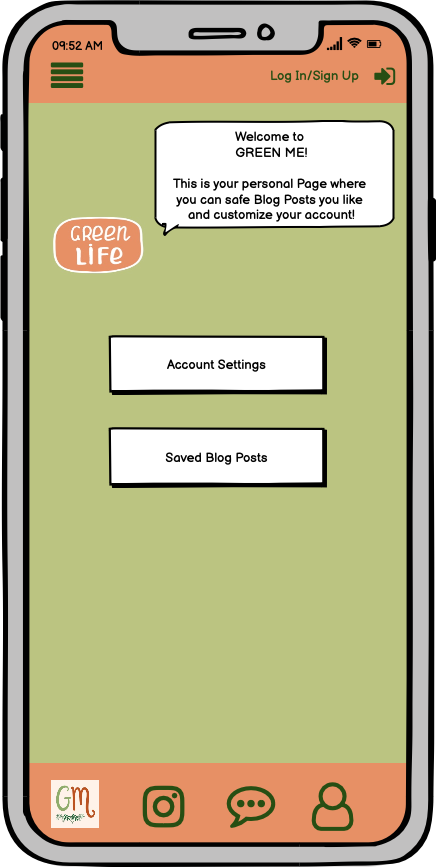 09:52 AM
Log In/Sign Up
Welcome to
GREEN ME!
This is your personal Page where
you can safe Blog Posts you like
and customize your account!
GReen
LiFe
Account Settings
Saved Blog Posts
GM